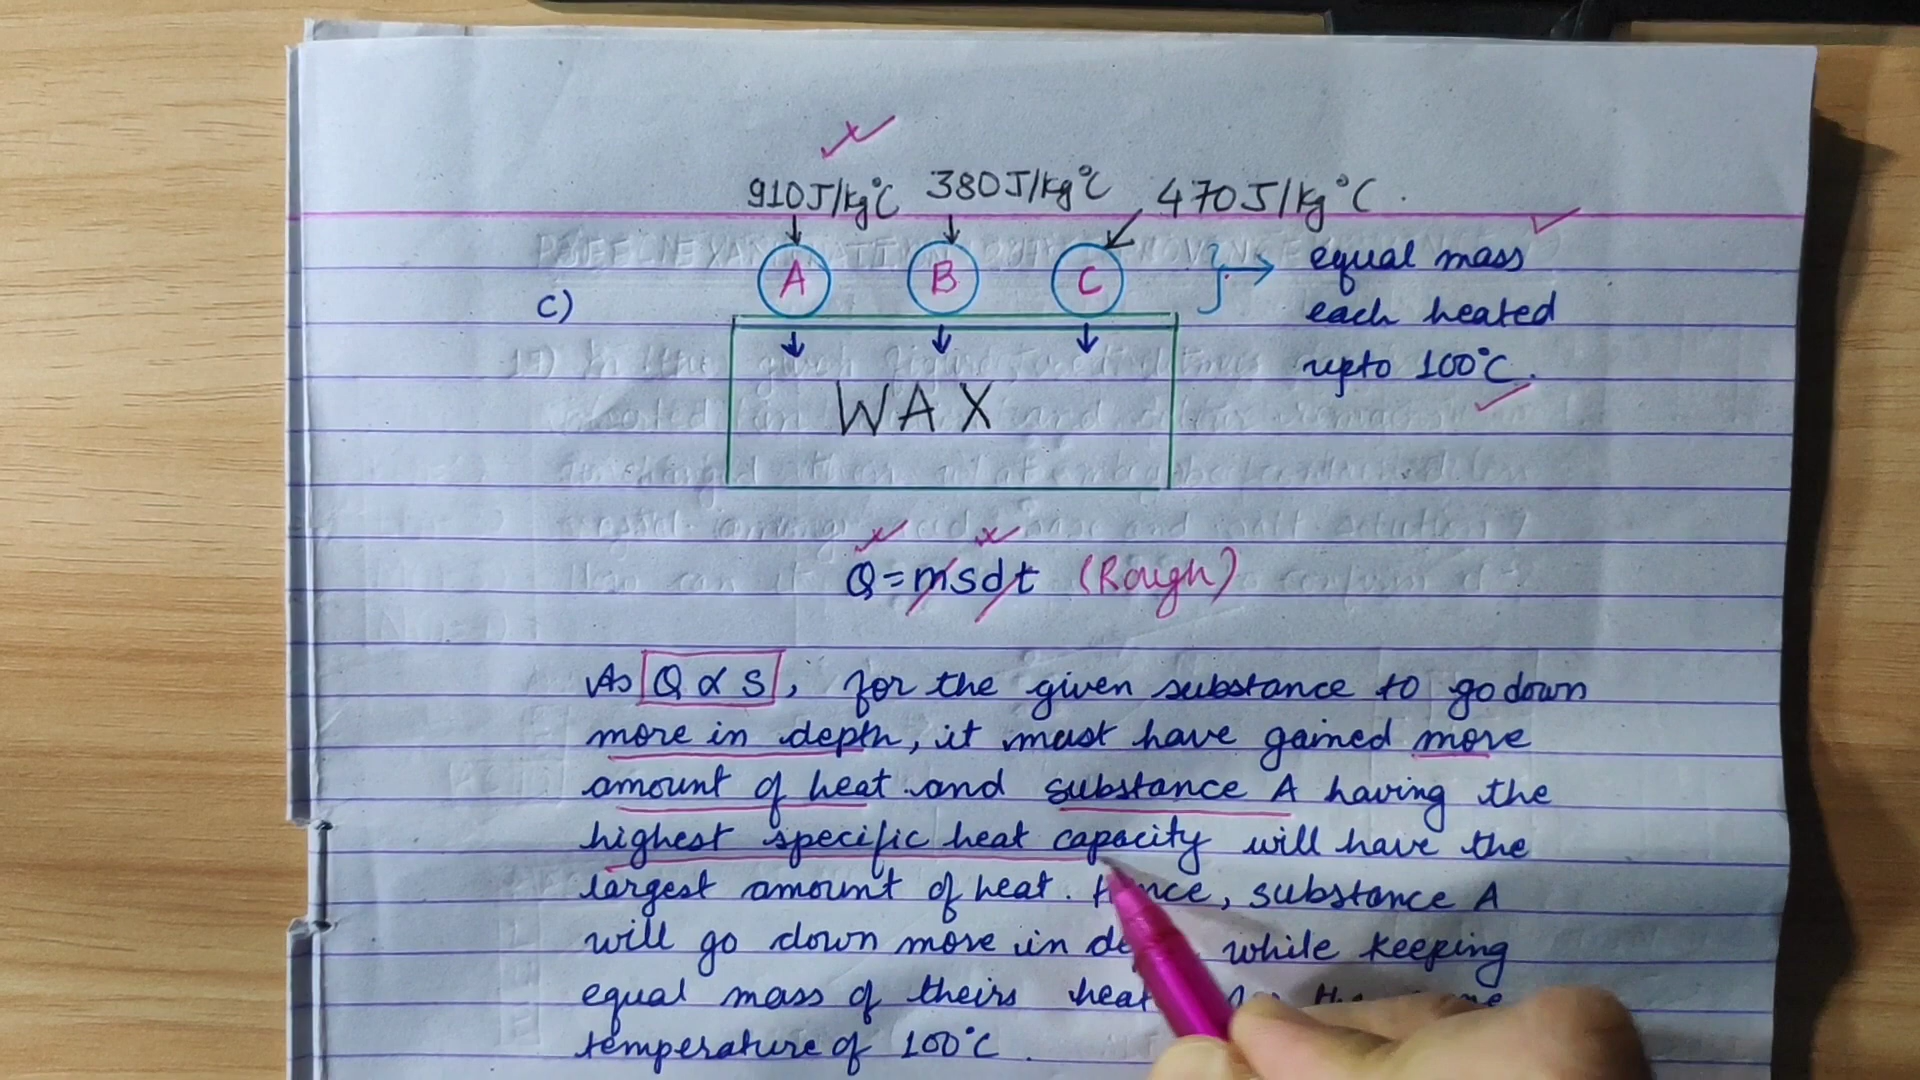 910J/kg°C 380J/kg°C 470J/kg°C.
A B C
equal mass
c)
each heated
upto 100°C.
WAX
Q=msdt (Rough)
As Q α S, for the given substance to go down
more in depth, it must have gained more
amount of heat and substance A having the
highest specific heat capacity will have the
largest amount of heat. Hence, substance A
will go down more in while keeping
equal mass of theirs
temperature of 100°C.